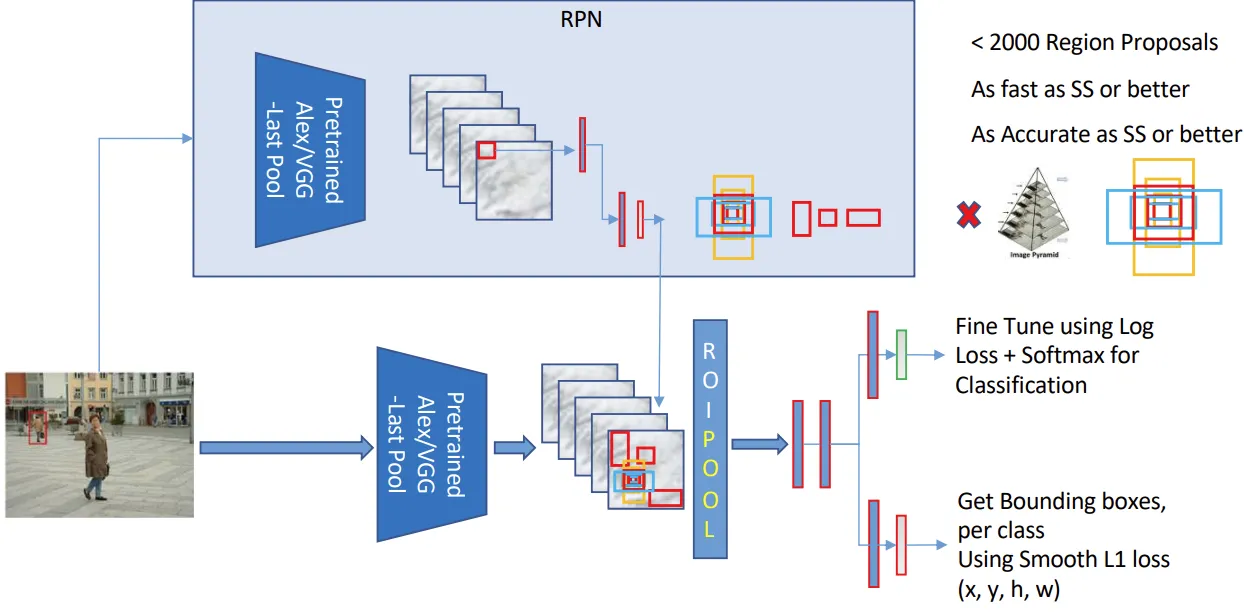 RPN
Pretrained
Alex/VGG
-Last Pool
< 2000 Region Proposals
As fast as SS or better
As Accurate as SS or better
Image Pyramid
Pretrained
Alex/VGG
-Last Pool
ROI POOL
Fine Tune using Log
Loss + Softmax for
Classification
Get Bounding boxes,
per class
Using Smooth L1 loss
(x, y, h, w)